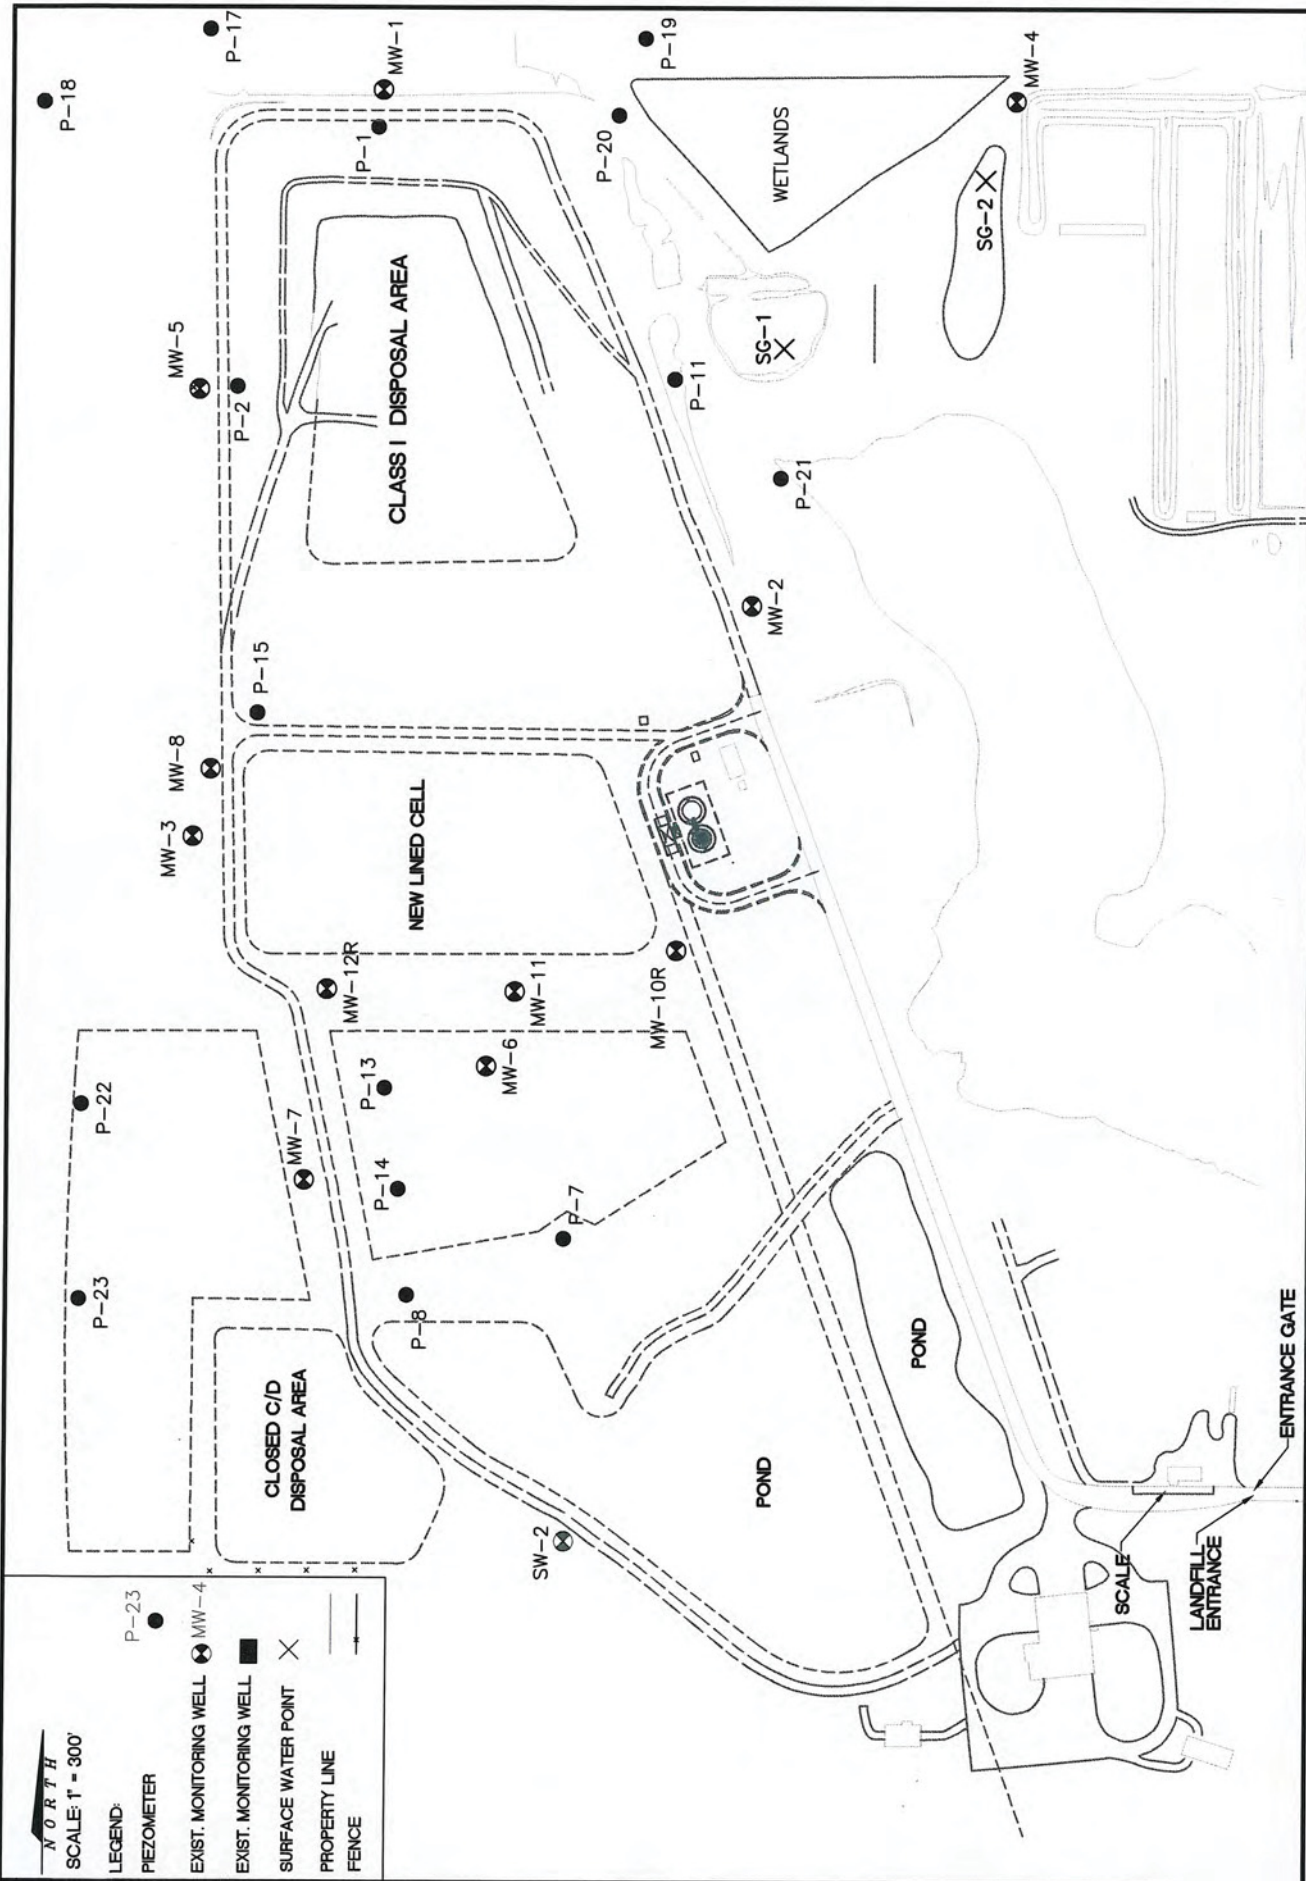 NORTH
SCALE: 1" = 300'
LEGEND:
PIEZOMETER
P-23
EXIST. MONITORING WELL
MW-4
EXIST. MONITORING WELL
SURFACE WATER POINT
PROPERTY LINE
FENCE
P-18
P-17
MW-1
P-1
P-19
P-20
WETLANDS
MW-4
SG-2
SG-1
P-11
P-21
MW-5
P-2
CLASS I DISPOSAL AREA
MW-2
P-15
MW-8
MW-3
NEW LINED CELL
MW-12R
MW-11
MW-10R
P-22
P-13
MW-6
MW-7
P-14
P-7
P-23
P-8
CLOSED C/D
DISPOSAL AREA
SW-2
POND
POND
SCALE
LANDFILL
ENTRANCE
ENTRANCE GATE